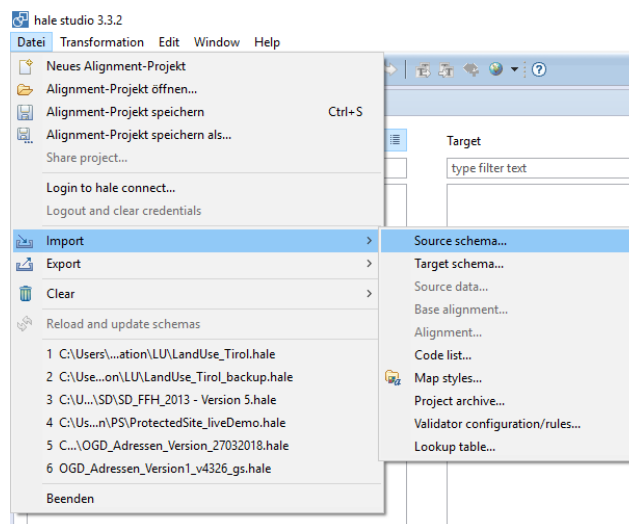 hale studio 3.3.2
Datei Transformation Edit Window Help
Neues Alignment-Projekt
Alignment-Projekt öffnen...
Alignment-Projekt speichern Ctrl+S
Alignment-Projekt speichern als...
Share project...
Login to hale connect...
Logout and clear credentials
Import
Export
Clear
Reload and update schemas
1 C:\Users\...ation\LU\LandUse_Tirol.hale
2 C:\Use...on\LU\LandUse_Tirol_backup.hale
3 C:\U...\SD\SD_FFH_2013 - Version 5.hale
4 C:\Us...n\PS\ProtectedSite_liveDemo.hale
5 C...\OGD_Adressen_Version_27032018.hale
6 OGD_Adressen_Version1_v4326_gs.hale
Beenden
Target
type filter text
Source schema...
Target schema...
Source data...
Base alignment...
Alignment...
Code list...
Map styles...
Project archive...
Validator configuration/rules...
Lookup table...